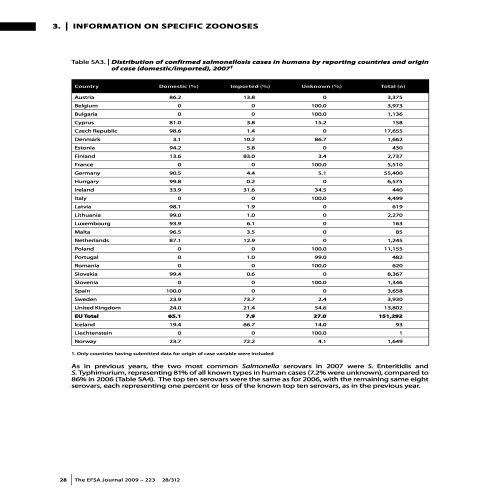 3. | INFORMATION ON SPECIFIC ZOONOSES
Table SA3. | Distribution of confirmed salmonellosis cases in humans by reporting countries and origin
of case (domestic/imported), 2007¹
Country Domestic (%) Imported (%) Unknown (%) Total (n)
Austria 86.2 13.8 0 3,375
Belgium 0 0 100.0 3,973
Bulgaria 0 0 100.0 1,136
Cyprus 81.0 3.8 15.2 158
Czech Republic 98.6 1.4 0 17,655
Denmark 3.1 10.2 86.7 1,662
Estonia 94.2 5.8 0 430
Finland 13.6 83.0 3.4 2,737
France 0 0 100.0 5,510
Germany 90.5 4.4 5.1 55,400
Hungary 99.8 0.2 0 6,575
Ireland 33.9 31.6 34.5 440
Italy 0 0 100.0 4,499
Latvia 98.1 1.9 0 619
Lithuania 99.0 1.0 0 2,270
Luxembourg 93.9 6.1 0 163
Malta 96.5 3.5 0 85
Netherlands 87.1 12.9 0 1,245
Poland 0 0 100.0 11,155
Portugal 0 1.0 99.0 482
Romania 0 0 100.0 620
Slovakia 99.4 0.6 0 8,367
Slovenia 0 0 100.0 1,346
Spain 100.0 0 0 3,658
Sweden 23.9 73.7 2.4 3,930
United Kingdom 24.0 21.4 54.6 13,802
EU Total 65.1 7.9 27.0 151,292
Iceland 19.4 66.7 14.0 93
Liechtenstein 0 0 100.0 1
Norway 23.7 72.2 4.1 1,649
1. Only countries having submitted data for origin of case variable were included
As in previous years, the two most common Salmonella serovars in 2007 were S. Enteritidis and
S. Typhimurium, representing 81% of all known types in human cases (7.2% were unknown), compared to
86% in 2006 (Table SA4). The top ten serovars were the same as for 2006, with the remaining same eight
serovars, each representing one percent or less of the known top ten serovars, as in the previous year.
28 | The EFSA Journal 2009 – 223 28/312